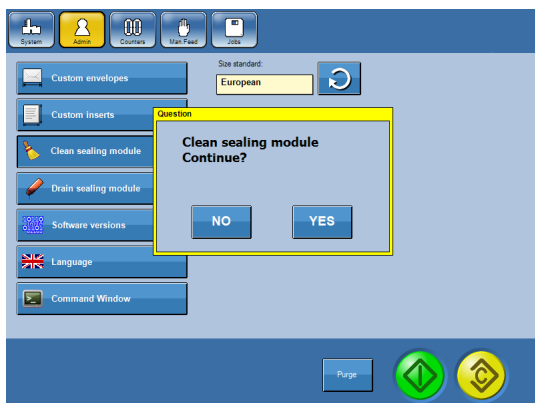 System
Admin
Counters
Man.Feed
Jobs
Size standard:
European
Custom envelopes
Custom inserts
Clean sealing module
Drain sealing module
Software versions
Language
Command Window
Question
Clean sealing module
Continue?
NO
YES
Purge
C